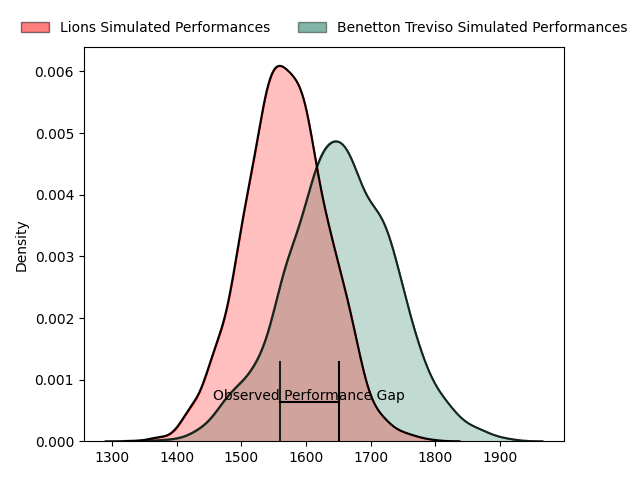 Lions Simulated Performances
Benetton Treviso Simulated Performances
0.006
0.005
0.004
0.003
0.002
0.001
0.000
Density
Observed Performance Gap
1300 1400 1500 1600 1700 1800 1900